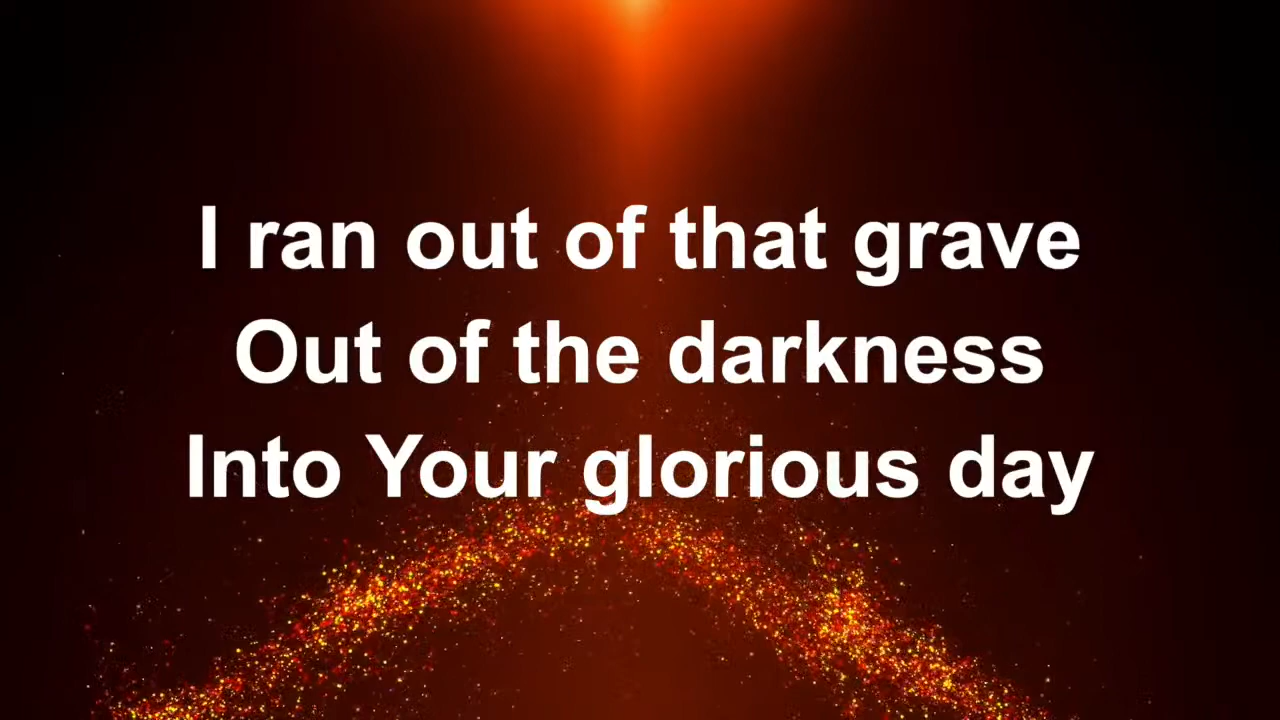 I ran out of that grave
Out of the darkness
Into Your glorious day